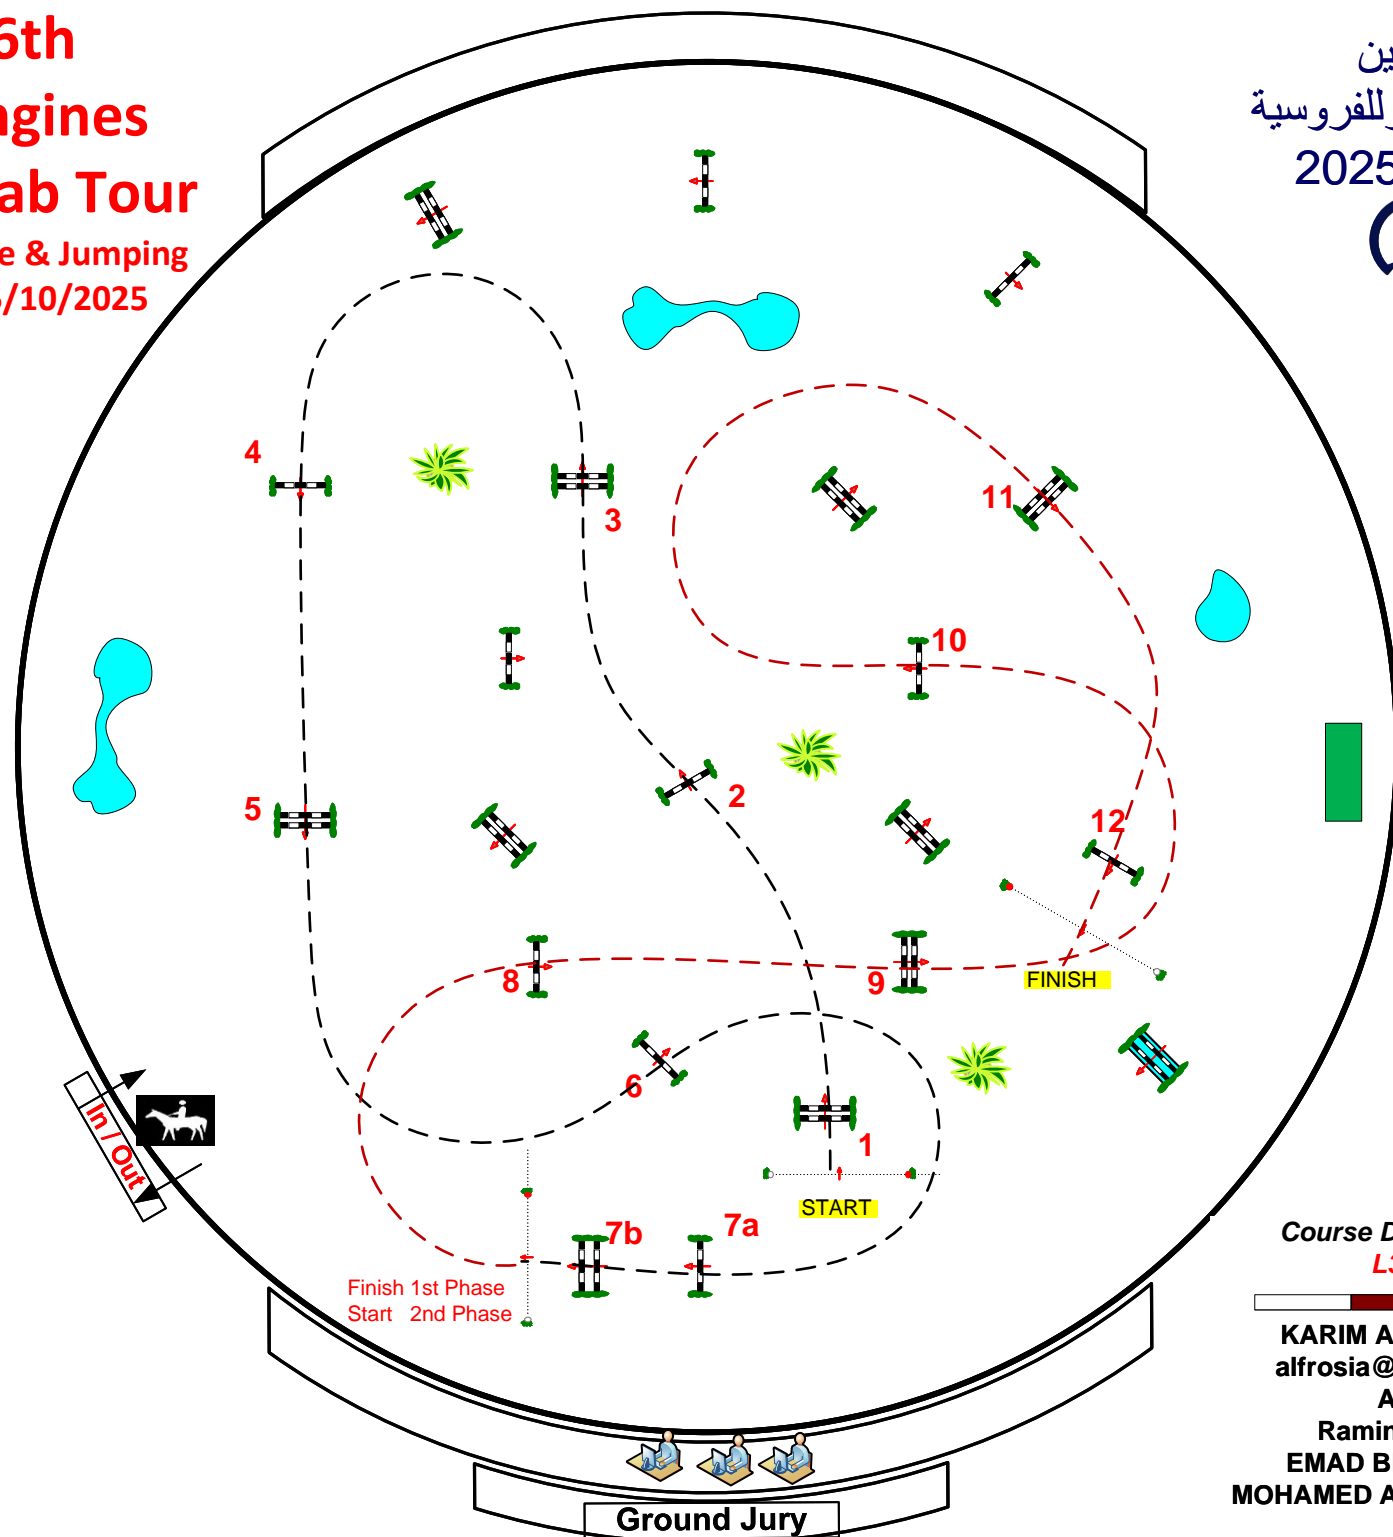 6th
ngines
ab Tour
e & Jumping
/10/2025
ين
للفروسية
2025
4
3
11
10
5
2
12
8
9
FINISH
6
1
START
In / Out
7b
7a
Finish 1st Phase
Start 2nd Phase
Course D
L3
KARIM A
alfrosia@
A
Ramin
EMAD B
MOHAMED A
Ground Jury